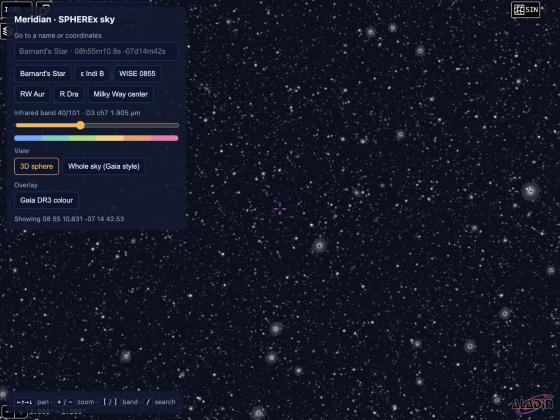 SIN
Meridian · SPHEREx sky
Go to a name or coordinates
Barnard's Star · 08h55m10.8s -07d14m42s
Barnard's Star ε Indi B WISE 0855
RW Aur R Dra Milky Way center
Infrared band 40/101 · D3 ch7 1.905 µm
View
3D sphere Whole sky (Gaia style)
Overlay
Gaia DR3 colour
Showing 08 55 10.831 -07 14 42.53
←↑→↓ pan · + / − zoom · [ / ] band · / search
ALADIN